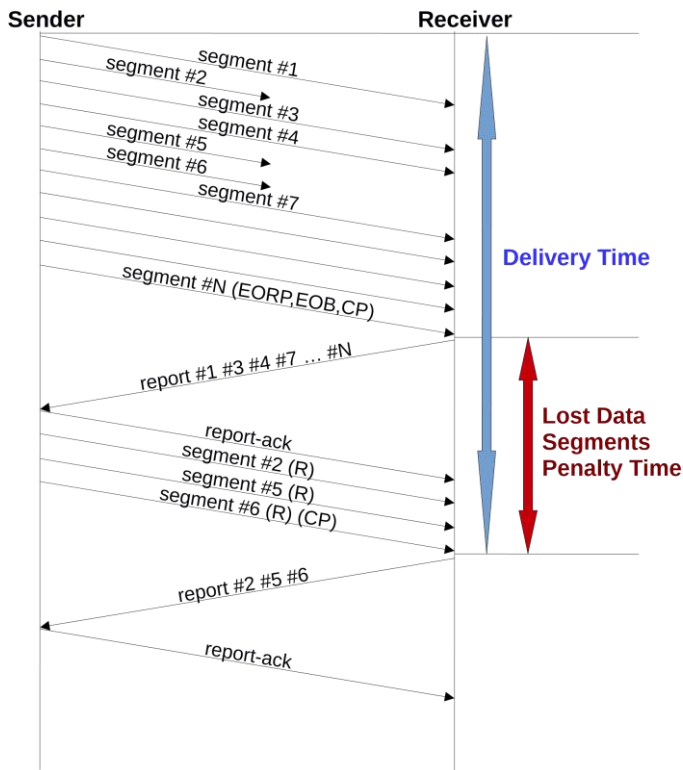 Sender
Receiver
segment #1
segment #2
segment #3
segment #4
segment #5
segment #6
segment #7
Delivery Time
segment #N (EORP,EOB,CP)
report #1 #3 #4 #7 ... #N
Lost Data
Segments
Penalty Time
report-ack
segment #2 (R)
segment #5 (R)
segment #6 (R) (CP)
report #2 #5 #6
report-ack